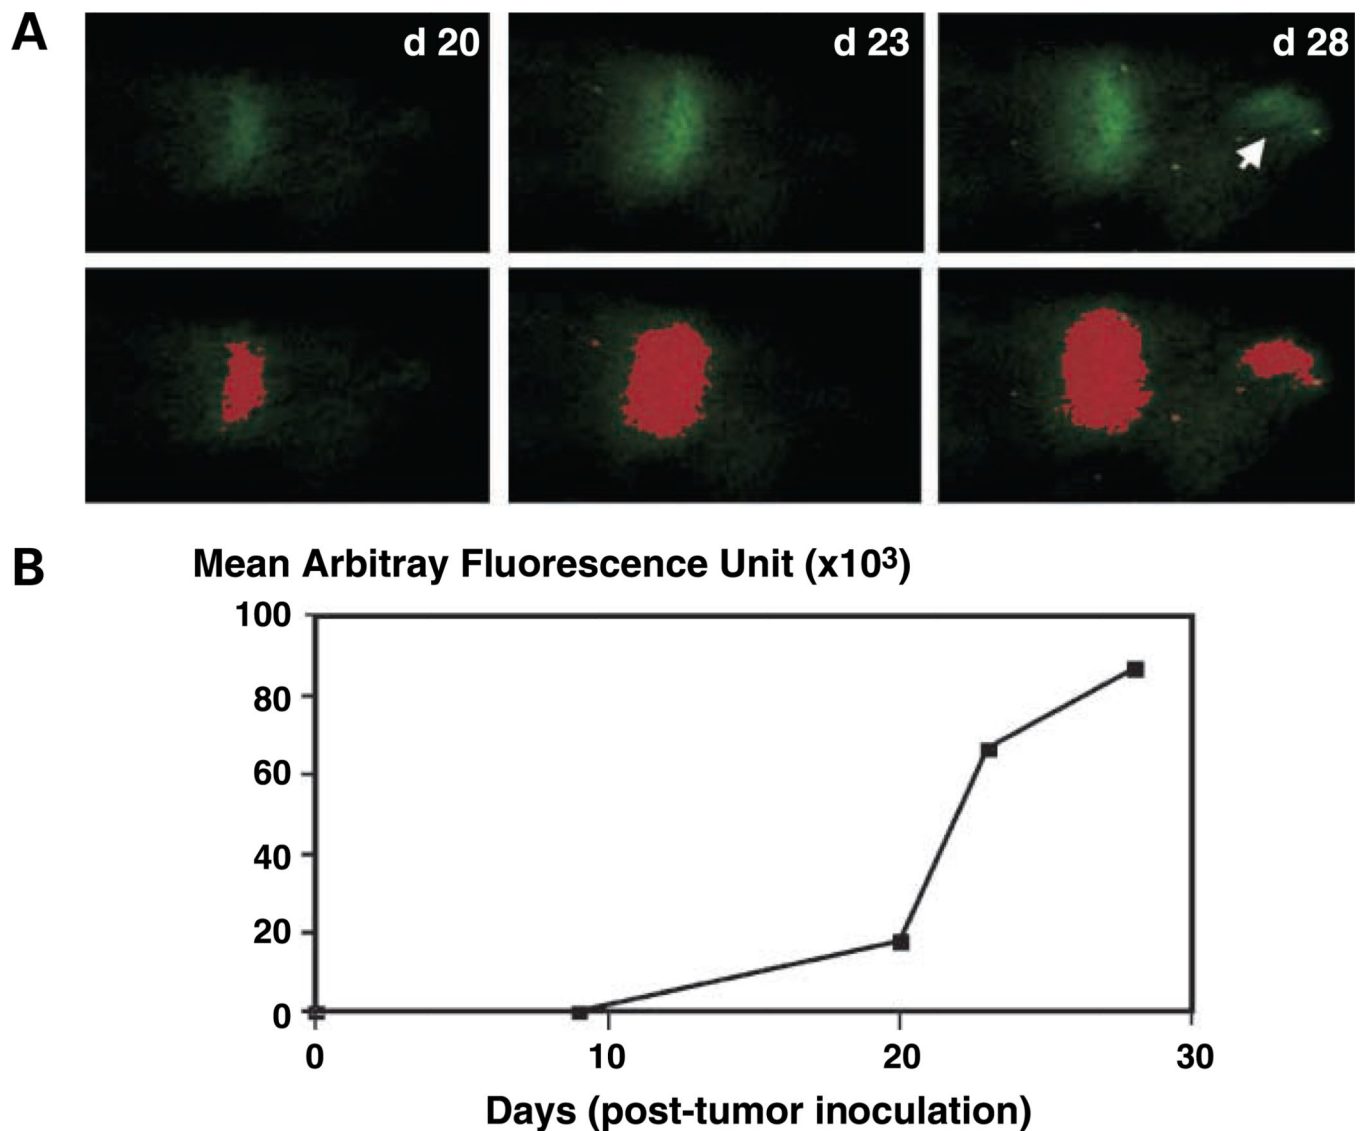 A
d 20
d 23
d 28
B
Mean Arbitray Fluorescence Unit (x10³)
100
80
60
40
20
0
0 10 20 30
Days (post-tumor inoculation)